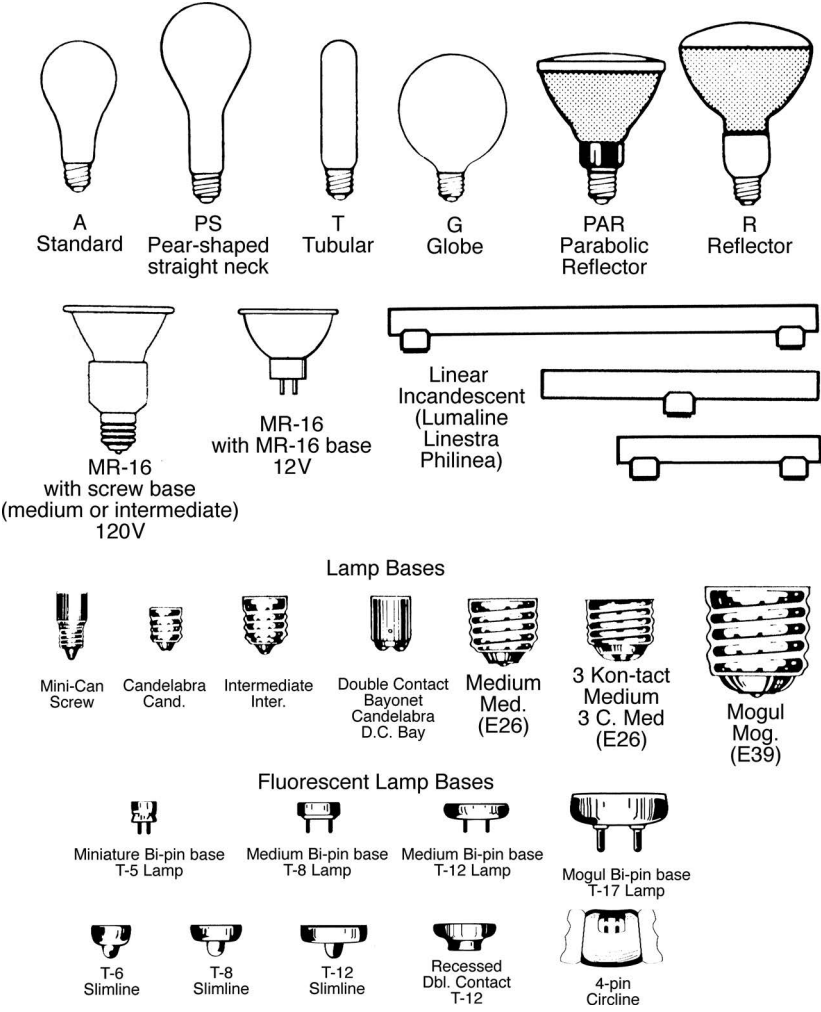 A
Standard
PS
Pear-shaped
straight neck
T
Tubular
G
Globe
PAR
Parabolic
Reflector
R
Reflector
MR-16
with screw base
(medium or intermediate)
120V
MR-16
with MR-16 base
12V
Linear
Incandescent
(Lumaline
Linestra
Philinea)
Lamp Bases
Mini-Can
Screw
Candelabra
Cand.
Intermediate
Inter.
Double Contact
Bayonet
Candelabra
D.C. Bay
Medium
Med.
(E26)
3 Kon-tact
Medium
3 C. Med
(E26)
Mogul
Mog.
(E39)
Fluorescent Lamp Bases
Miniature Bi-pin base
T-5 Lamp
Medium Bi-pin base
T-8 Lamp
Medium Bi-pin base
T-12 Lamp
Mogul Bi-pin base
T-17 Lamp
T-6
Slimline
T-8
Slimline
T-12
Slimline
Recessed
Dbl. Contact
T-12
4-pin
Circline